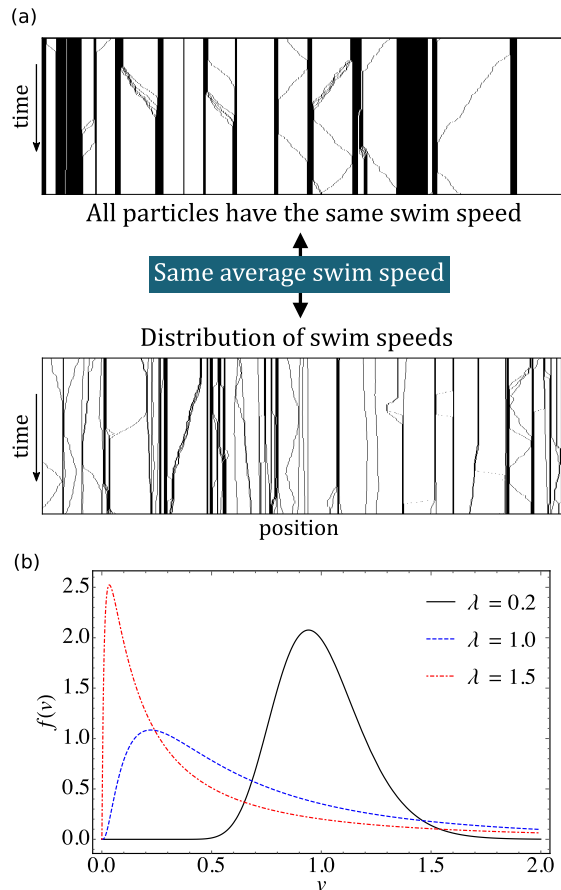 (a)
time
All particles have the same swim speed
Same average swim speed
Distribution of swim speeds
time
position
(b)
f(v)
2.5
2.0
1.5
1.0
0.5
0.0
λ = 0.2
λ = 1.0
λ = 1.5
0.0 0.5 1.0 1.5 2.0
v